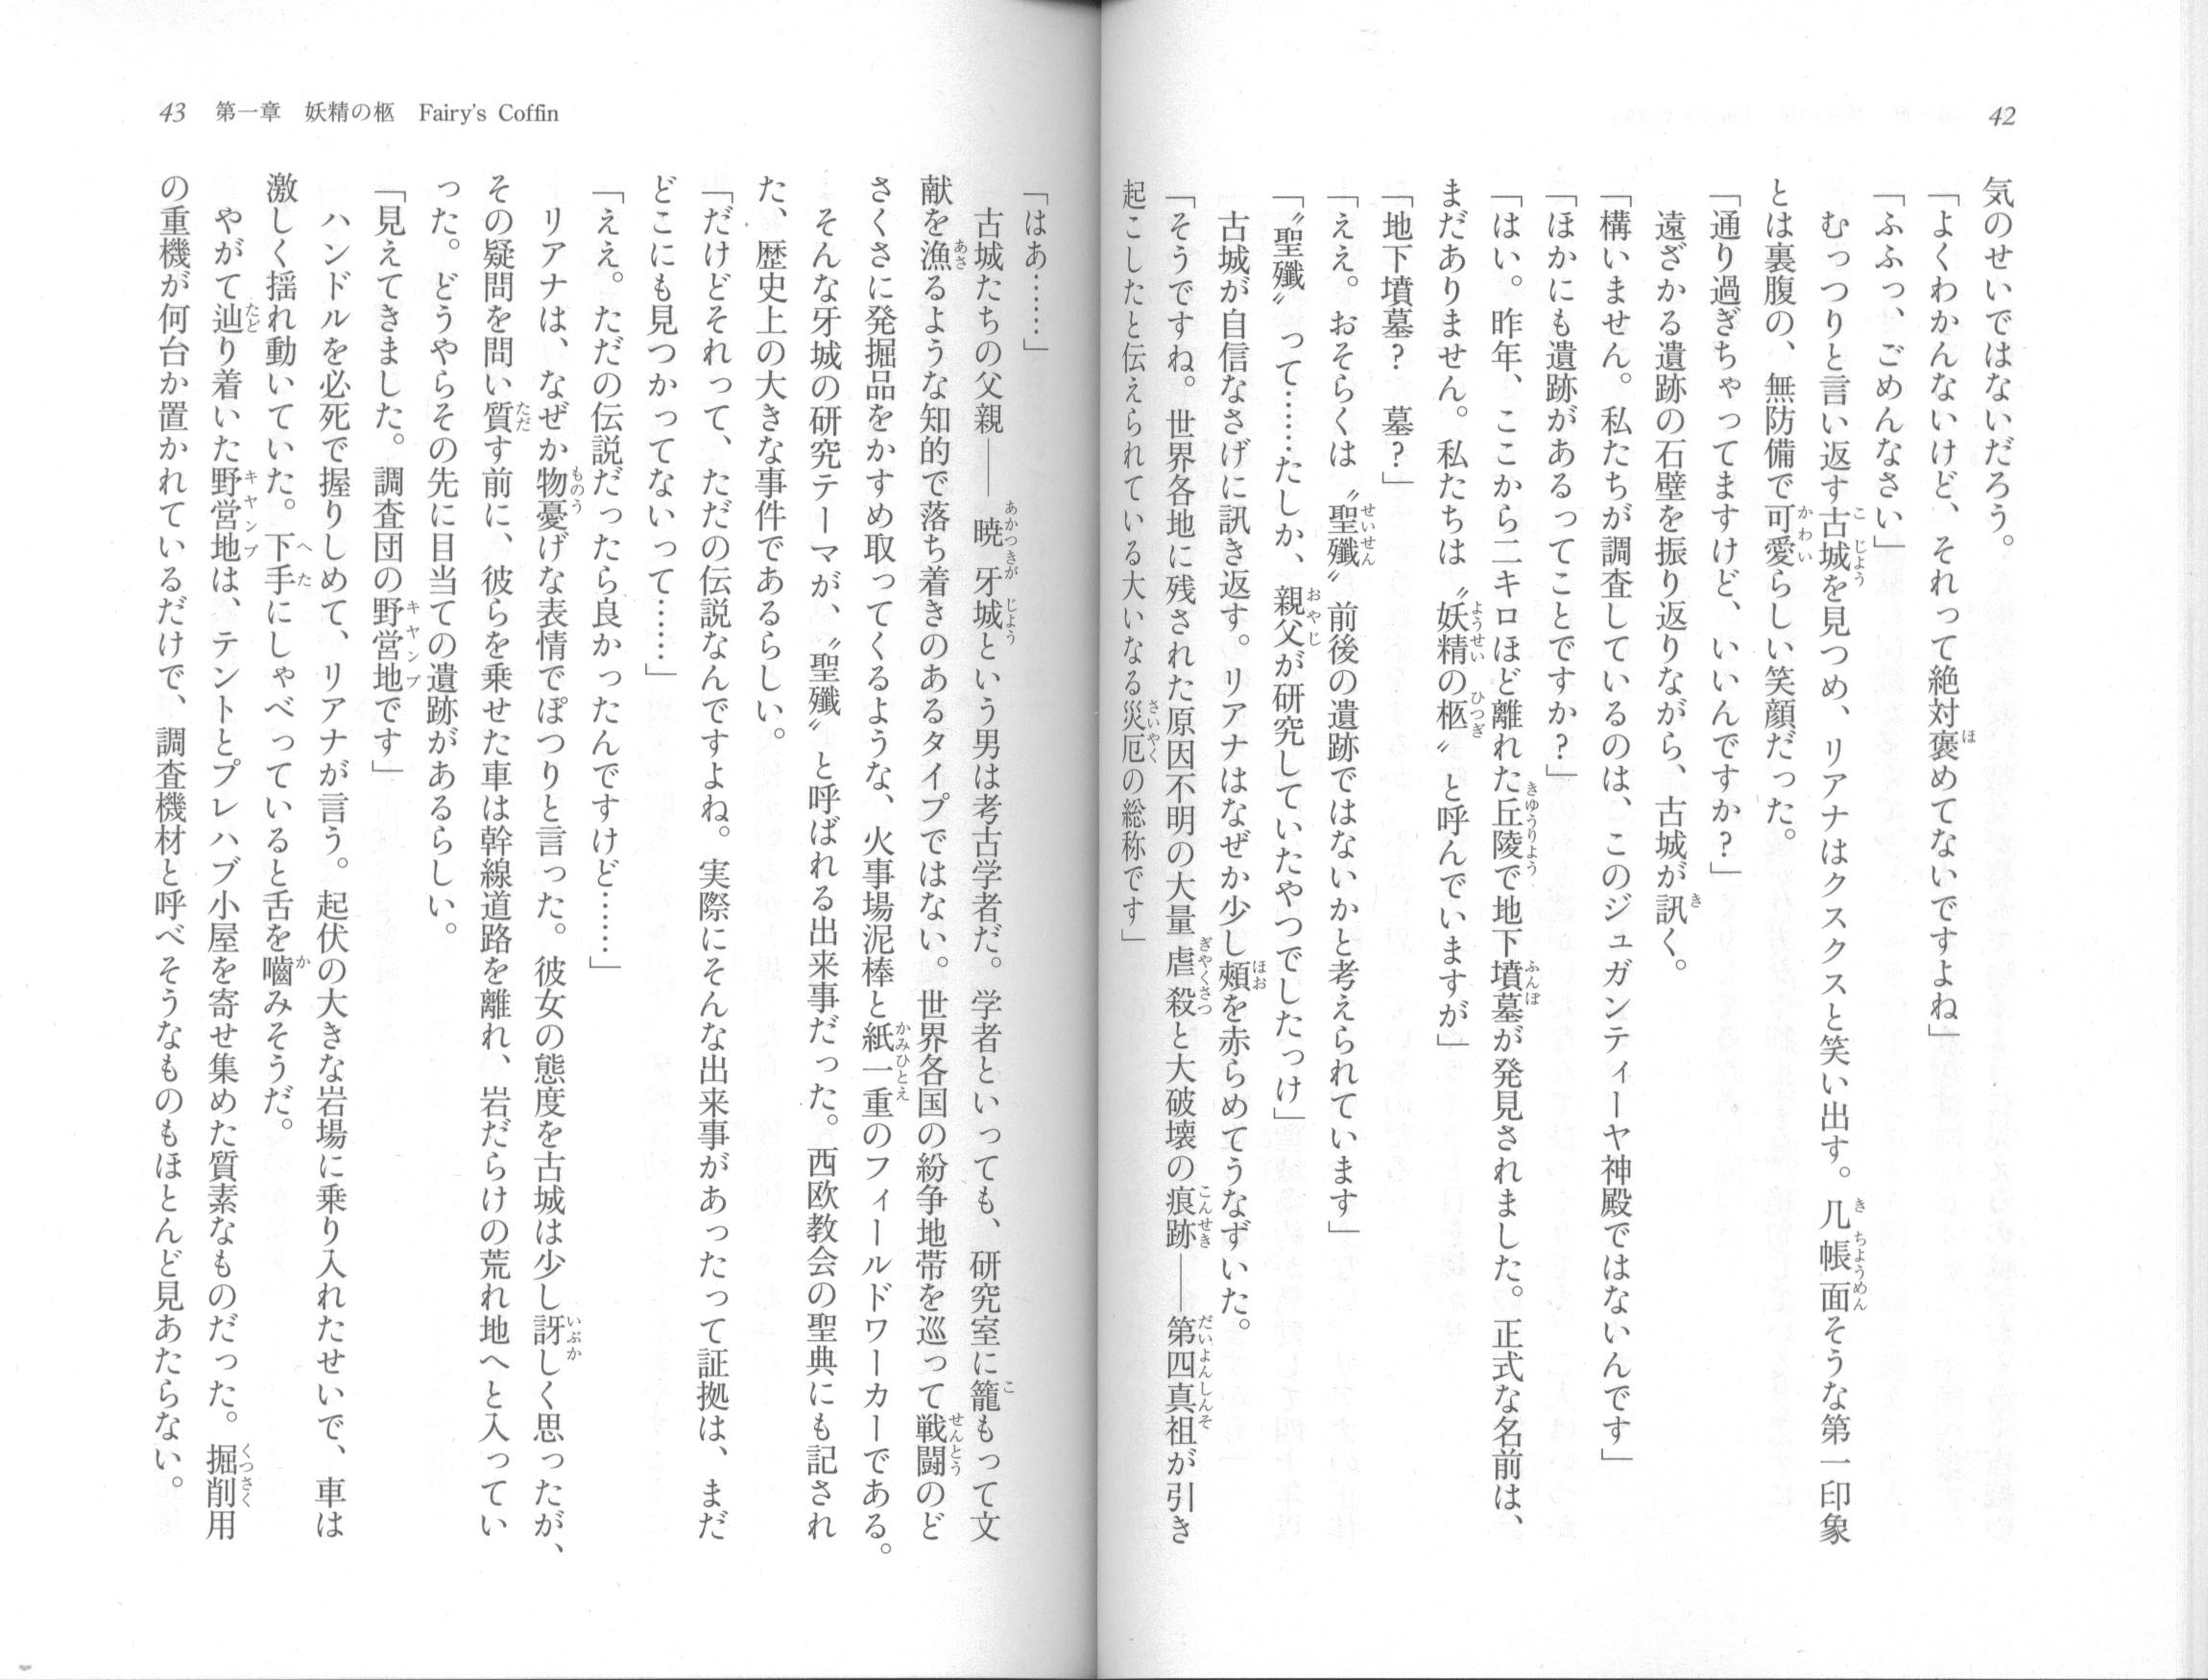 42
気のせいではないだろう。
「よくわかんないけど、それって絶対褒めてないですよね」
「ふふっ、ごめんなさい」
　むっつりと言い返す古城を見つめ、リアナはクスクスと笑い出す。几帳面そうな第一印象
とは裏腹の、無防備で可愛らしい笑顔だった。
「通り過ぎちゃってますけど、いいんですか？」
　遠ざかる遺跡の石壁を振り返りながら、古城が訊く。
「構いません。私たちが調査しているのは、このジュガンティーヤ神殿ではないんです」
「ほかにも遺跡があるってことですか？」
「はい。昨年、ここから二キロほど離れた丘陵で地下墳墓が発見されました。正式な名前は、
まだありません。私たちは〝妖精の柩〟と呼んでいますが」
「地下墳墓？　墓？」
「ええ。おそらくは〝聖殲〟前後の遺跡ではないかと考えられています」
「〝聖殲〟って……たしか、親父が研究していたやつでしたっけ」
　古城が自信なさげに訊き返す。リアナはなぜか少し頰を赤らめてうなずいた。
「そうですね。世界各地に残された原因不明の大量虐殺と大破壊の痕跡――第四真祖が引き
起こしたと伝えられている大いなる災厄の総称です」
43　第一章　妖精の柩　Fairy's Coffin
「はあ……」
　古城たちの父親――暁牙城という男は考古学者だ。学者といっても、研究室に籠もって文
献を漁るような知的で落ち着きのあるタイプではない。世界各国の紛争地帯を巡って戦闘のど
さくさに発掘品をかすめ取ってくるような、火事場泥棒と紙一重のフィールドワーカーである。
　そんな牙城の研究テーマが、〝聖殲〟と呼ばれる出来事だった。西欧教会の聖典にも記され
た、歴史上の大きな事件であるらしい。
「だけどそれって、ただの伝説なんですよね。実際にそんな出来事があったって証拠は、まだ
どこにも見つかってないって……」
「ええ。ただの伝説だったら良かったんですけど……」
　リアナは、なぜか物憂げな表情でぽつりと言った。彼女の態度を古城は少し訝しく思ったが、
その疑問を問い質す前に、彼らを乗せた車は幹線道路を離れ、岩だらけの荒れ地へと入ってい
った。どうやらその先に目当ての遺跡があるらしい。
「見えてきました。調査団の野営地です」
　ハンドルを必死で握りしめて、リアナが言う。起伏の大きな岩場に乗り入れたせいで、車は
激しく揺れ動いていた。下手にしゃべっていると舌を嚙みそうだ。
　やがて辿り着いた野営地は、テントとプレハブ小屋を寄せ集めた質素なものだった。掘削用
の重機が何台か置かれているだけで、調査機材と呼べそうなものもほとんど見あたらない。